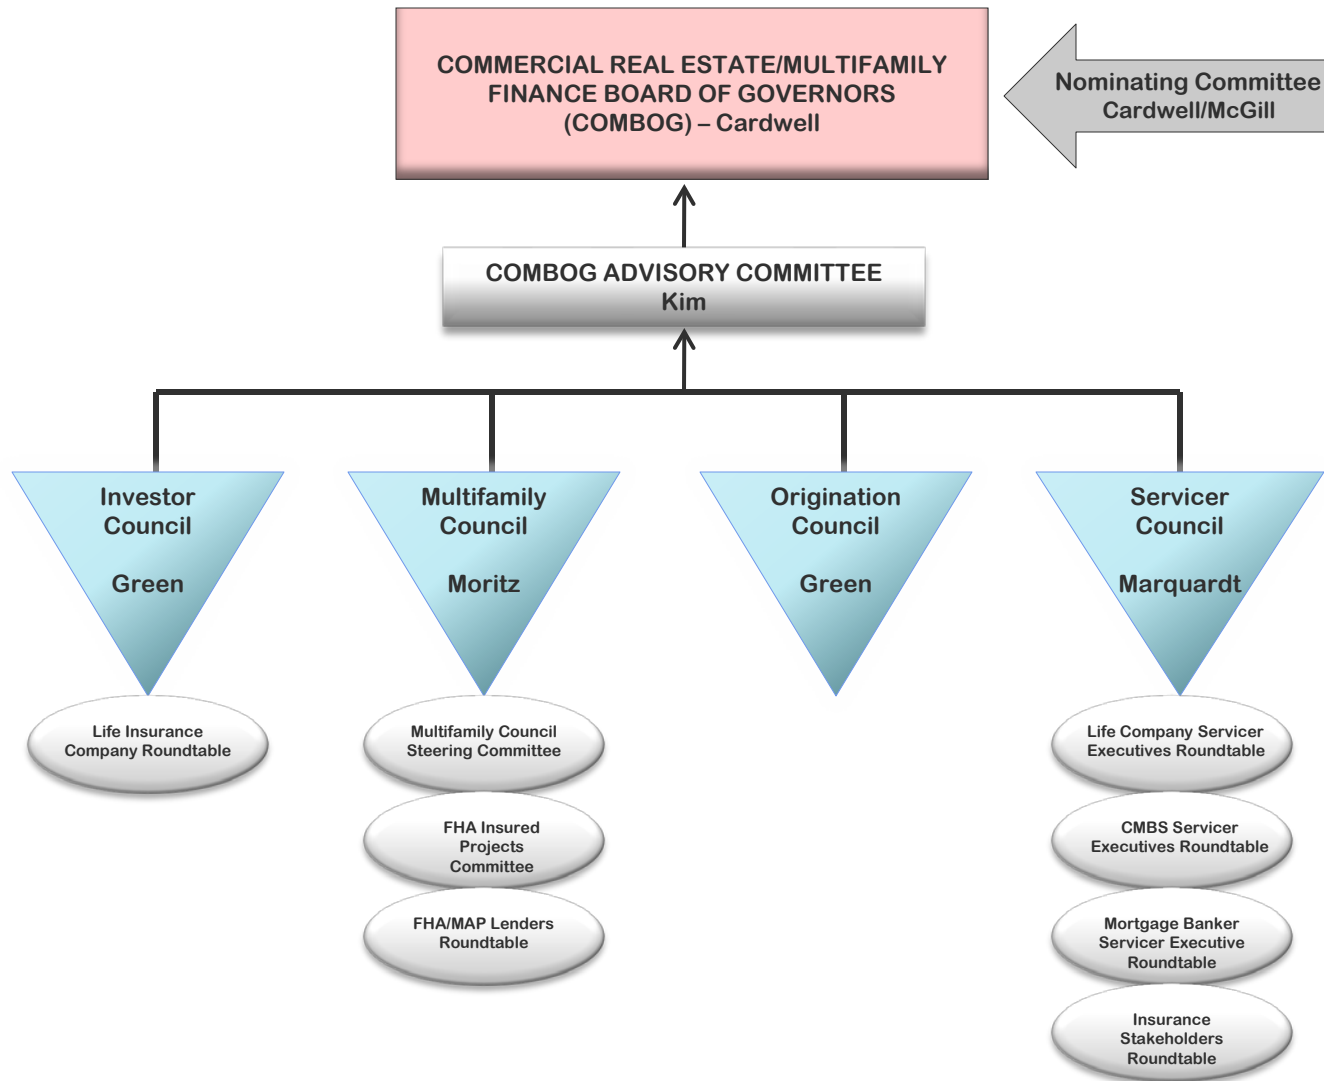 COMMERCIAL REAL ESTATE/MULTIFAMILY
FINANCE BOARD OF GOVERNORS
(COMBOG) – Cardwell
Nominating Committee
Cardwell/McGill
COMBOG ADVISORY COMMITTEE
Kim
Investor
Council
Green
Multifamily
Council
Moritz
Origination
Council
Green
Servicer
Council
Marquardt
Life Insurance
Company Roundtable
Multifamily Council
Steering Committee
FHA Insured
Projects
Committee
FHA/MAP Lenders
Roundtable
Life Company Servicer
Executives Roundtable
CMBS Servicer
Executives Roundtable
Mortgage Banker
Servicer Executive
Roundtable
Insurance
Stakeholders
Roundtable